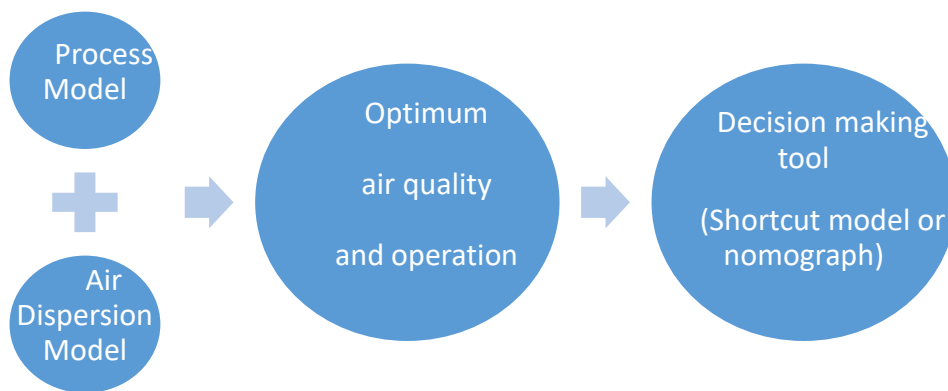 Process
Model
Air
Dispersion
Model
Optimum
air quality
and operation
Decision making
tool
(Shortcut model or
nomograph)